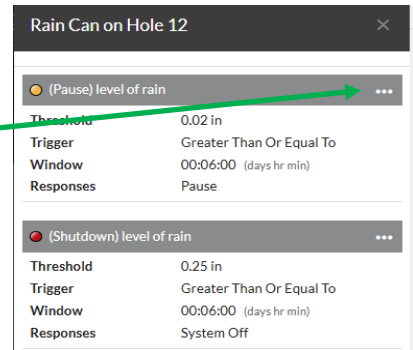 Rain Can on Hole 12 ×
(Pause) level of rain •••
Threshold 0.02 in
Trigger Greater Than Or Equal To
Window 00:06:00 (days hr min)
Responses Pause
(Shutdown) level of rain •••
Threshold 0.25 in
Trigger Greater Than Or Equal To
Window 00:06:00 (days hr min)
Responses System Off